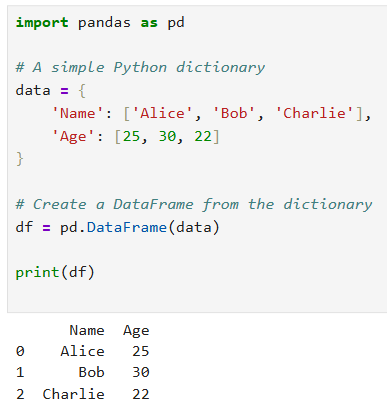 import pandas as pd
# A simple Python dictionary
data = {
    'Name': ['Alice', 'Bob', 'Charlie'],
    'Age': [25, 30, 22]
}
# Create a DataFrame from the dictionary
df = pd.DataFrame(data)
print(df)
      Name  Age
0    Alice   25
1      Bob   30
2  Charlie   22